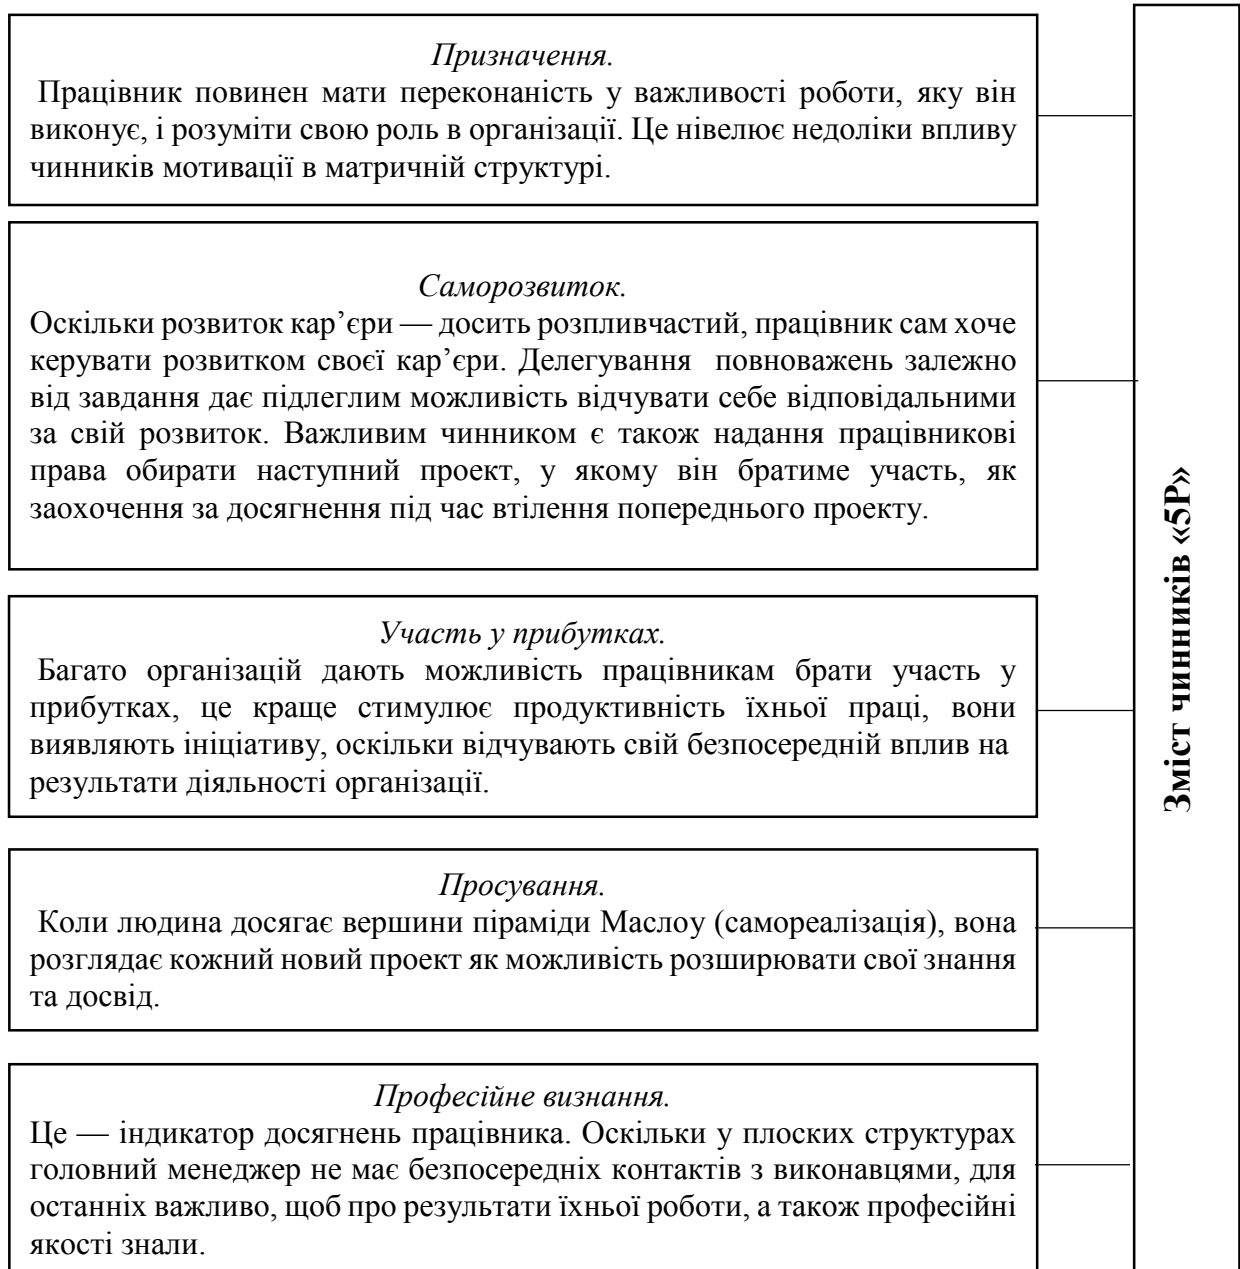 Призначення.
Працівник повинен мати переконаність у важливості роботи, яку він
виконує, і розуміти свою роль в організації. Це нівелює недоліки впливу
чинників мотивації в матричній структурі.
Саморозвиток.
Оскільки розвиток кар’єри — досить розпливчастий, працівник сам хоче
керувати розвитком своєї кар’єри. Делегування повноважень залежно
від завдання дає підлеглим можливість відчувати себе відповідальними
за свій розвиток. Важливим чинником є також надання працівникові
права обирати наступний проект, у якому він братиме участь, як
заохочення за досягнення під час втілення попереднього проекту.
Участь у прибутках.
Багато організацій дають можливість працівникам брати участь у
прибутках, це краще стимулює продуктивність їхньої праці, вони
виявляють ініціативу, оскільки відчувають свій безпосередній вплив на
результати діяльності організації.
Просування.
Коли людина досягає вершини піраміди Маслоу (самореалізація), вона
розглядає кожний новий проект як можливість розширювати свої знання
та досвід.
Професійне визнання.
Це — індикатор досягнень працівника. Оскільки у плоских структурах
головний менеджер не має безпосередніх контактів з виконавцями, для
останніх важливо, щоб про результати їхньої роботи, а також професійні
якості знали.
Зміст чинників «5Р»